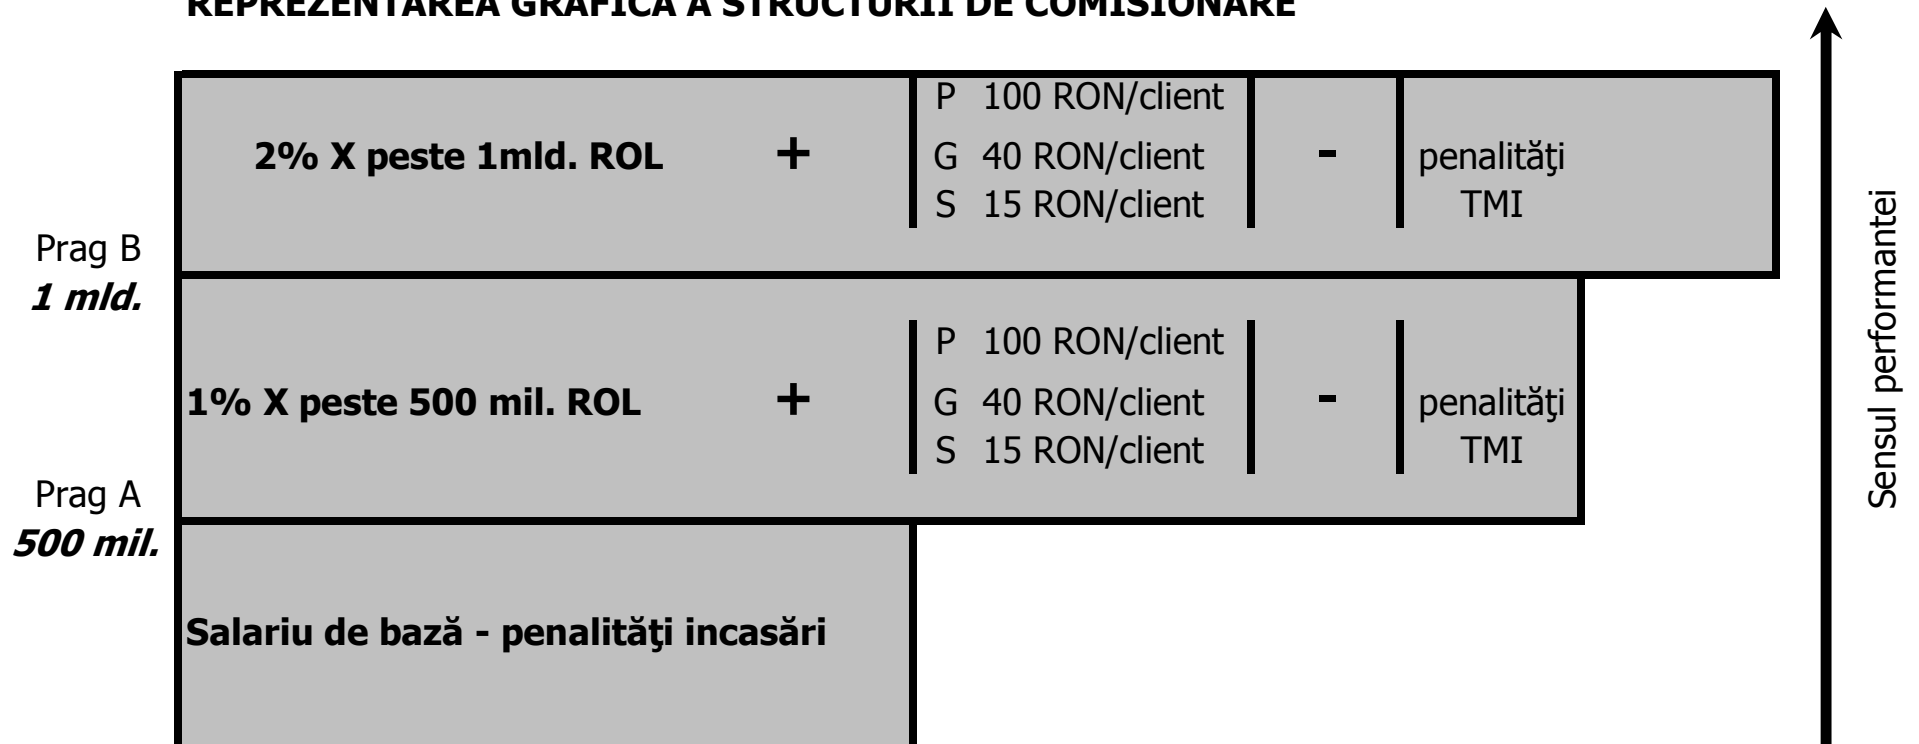 REPREZENTAREA GRAFICĂ A STRUCTURII DE COMISIONARE
P 100 RON/client
2% X peste 1mld. ROL + G 40 RON/client - penalităţi
S 15 RON/client TMI
Prag B
1 mld.
P 100 RON/client
1% X peste 500 mil. ROL + G 40 RON/client - penalităţi
S 15 RON/client TMI
Prag A
500 mil.
Salariu de bază - penalităţi incasări
Sensul performantei